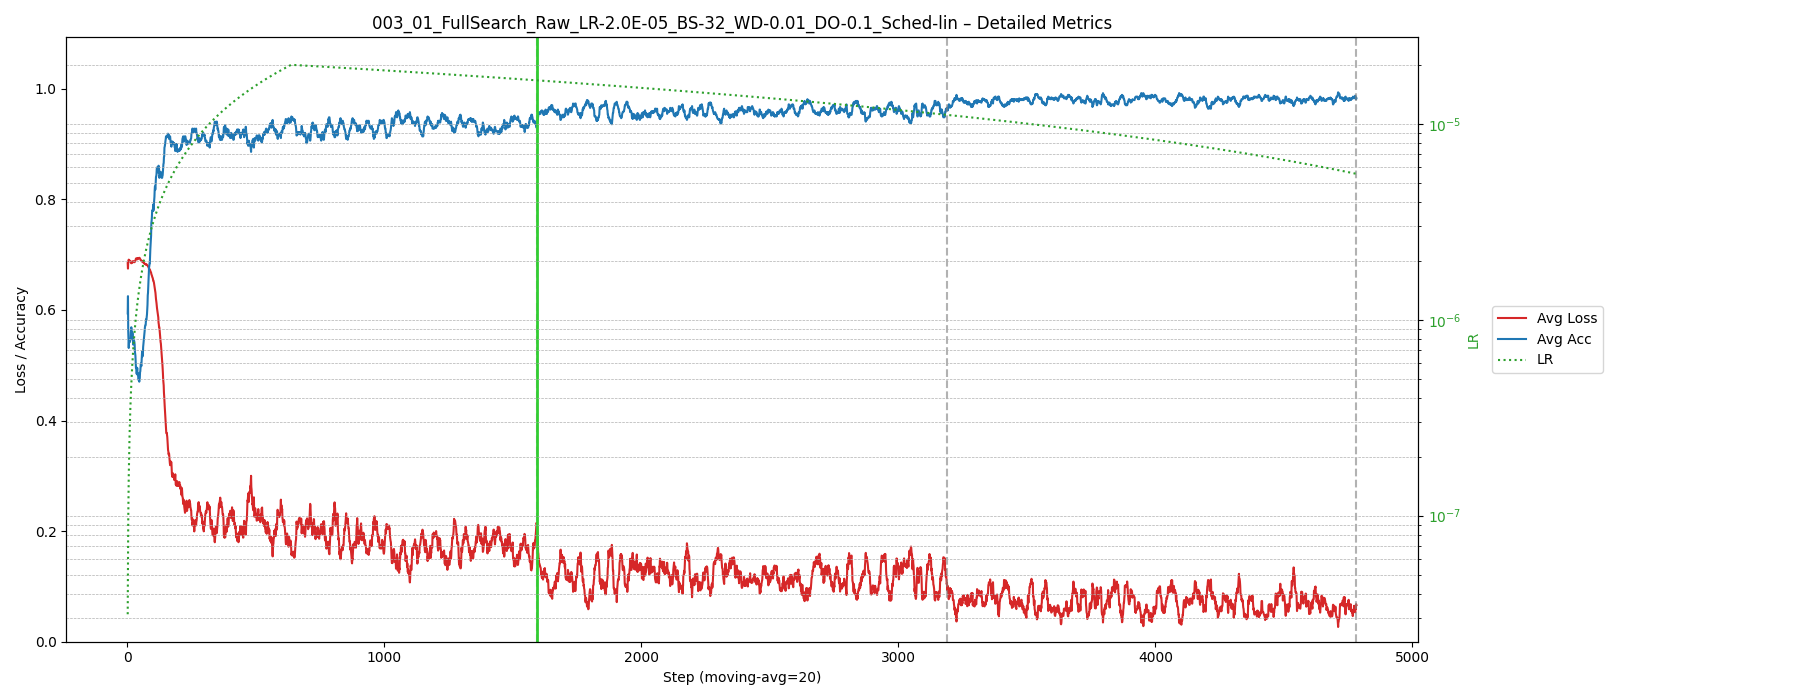 003_01_FullSearch_Raw_LR-2.0E-05_BS-32_WD-0.01_DO-0.1_Sched-lin – Detailed Metrics
Loss / Accuracy
1.0
0.8
0.6
0.4
0.2
0.0
0
1000
2000
3000
4000
5000
Step (moving-avg=20)
10⁻⁵
10⁻⁶
10⁻⁷
LR
Avg Loss
Avg Acc
LR